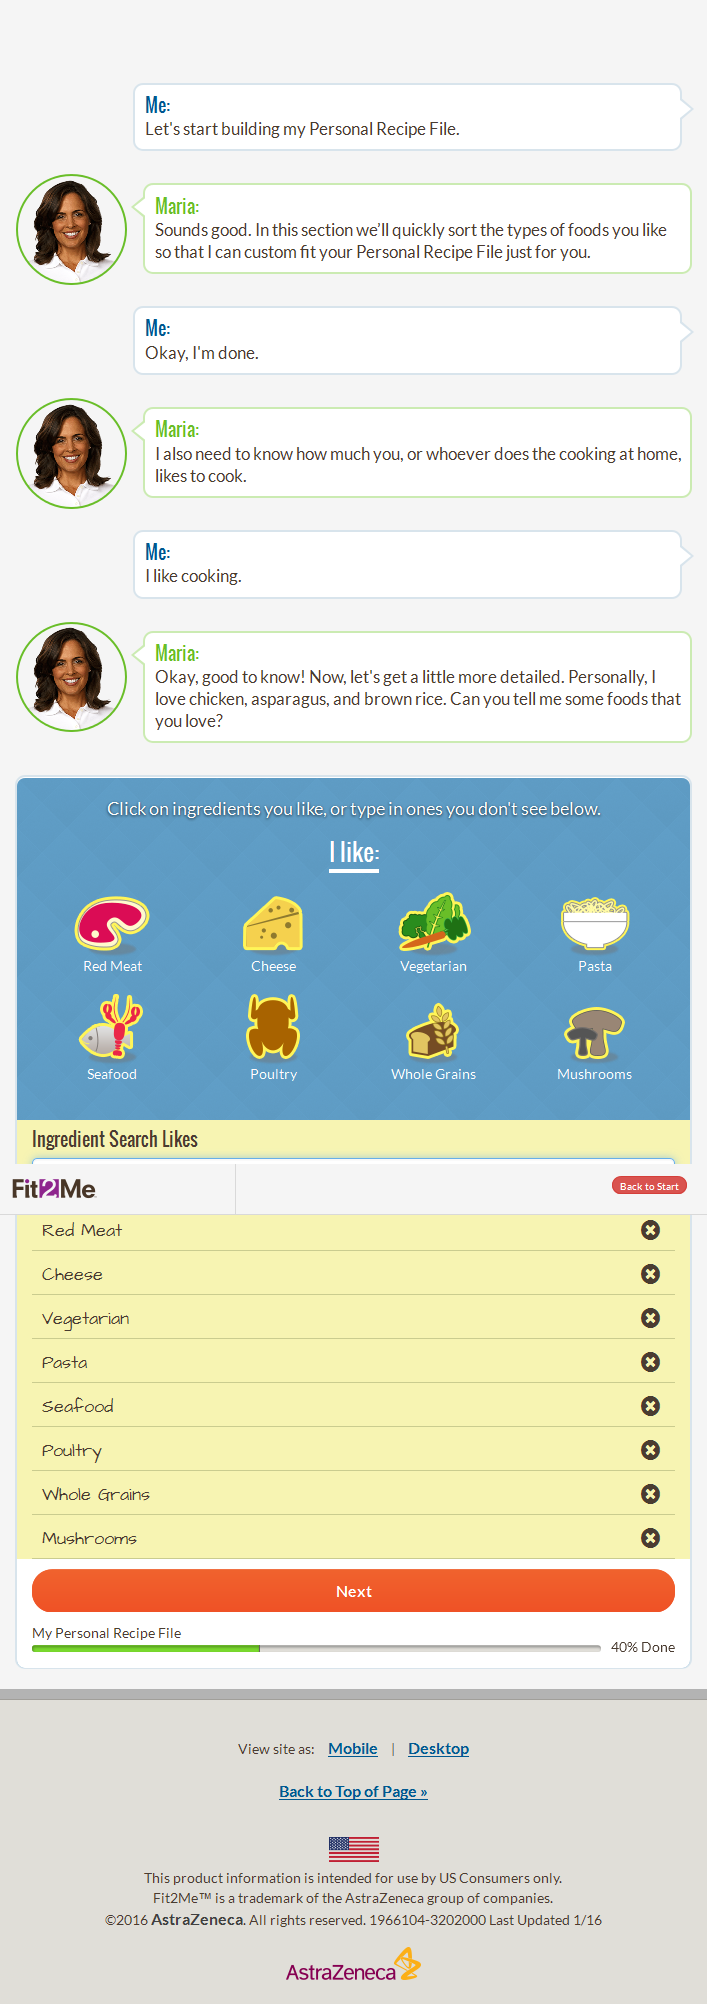 Me:
Let's start building my Personal Recipe File.
Maria:
Sounds good. In this section we'll quickly sort the types of foods you like
so that I can custom fit your Personal Recipe File just for you.
Me:
Okay, I'm done.
Maria:
I also need to know how much you, or whoever does the cooking at home,
likes to cook.
Me:
I like cooking.
Maria:
Okay, good to know! Now, let's get a little more detailed. Personally, I
love chicken, asparagus, and brown rice. Can you tell me some foods that
you love?
Click on ingredients you like, or type in ones you don't see below.
I like:
Red Meat
Cheese
Vegetarian
Pasta
Seafood
Poultry
Whole Grains
Mushrooms
Ingredient Search Likes
Fit2Me
Back to Start
Red Meat
Cheese
Vegetarian
Pasta
Seafood
Poultry
Whole Grains
Mushrooms
Next
My Personal Recipe File
40% Done
View site as: Mobile | Desktop
Back to Top of Page »
This product information is intended for use by US Consumers only.
Fit2Me™ is a trademark of the AstraZeneca group of companies.
©2016 AstraZeneca. All rights reserved. 1966104-3202000 Last Updated 1/16
AstraZeneca